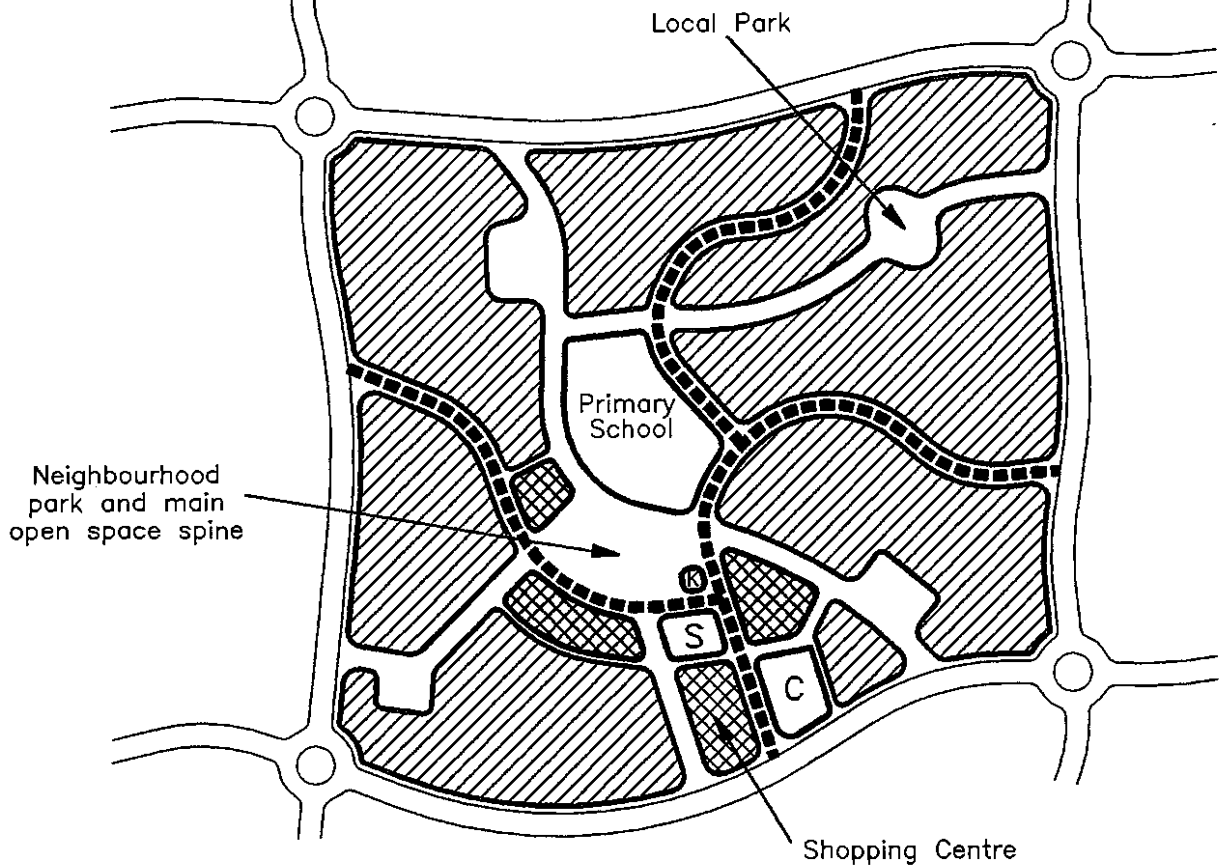 Local Park
Primary
School
Neighbourhood
park and main
open space spine
K
S
C
Shopping Centre